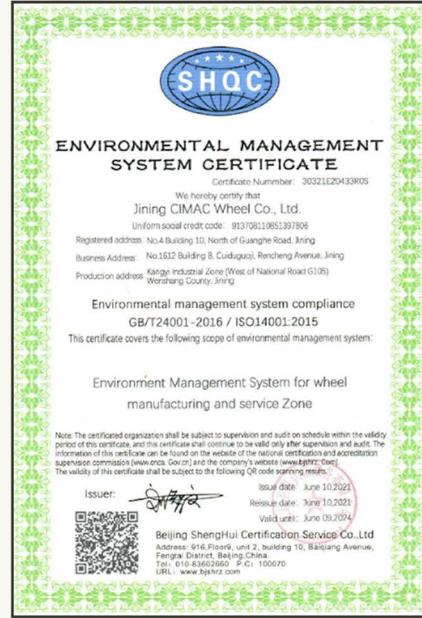 SHQC
ENVIRONMENTAL MANAGEMENT
SYSTEM CERTIFICATE
Certificate Nummber: 30321E20433R0S
We hereby certify that
Jining CIMAC Wheel Co., Ltd.
Uniform social credit code: 913708110851397806
Registered address: No.4 Building 10, North of Guanghe Road, Jining
Business Address: No.1612 Building B, Cuiduguoji, Rencheng Avenue, Jining
Production address: Kangyi Industrial Zone (West of National Road G105)
Wenshang County, Jining
Environmental management system compliance
GB/T24001-2016 / ISO14001:2015
This certificate covers the following scope of environmental management system:
Environment Management System for wheel
manufacturing and service Zone
Note: The certificated organization shall be subject to supervision and audit on schedule within the validity
period of this certificate, and this certificate shall continue to be valid only after supervision and audit. The
information of this certificate can be found on the website of the national certification and accreditation
supervision commission (www.cnca. Gov.cn) and the company's website (www.bjshrz. Com).
The validity of this certificate shall be subject to the following QR code scanning results.
Issuer:
Issue date: June 10,2021
Reissue date: June 10,2021
Valid until: June 09,2024
Beijing ShengHui Certification Service Co.,Ltd
Address: 916,Floor9, unit 2, building 10, Baiqiang Avenue,
Fengtai District, Beijing,China.
Tel: 010-83602660 P.C: 100070
URL: www.bjshrz.com